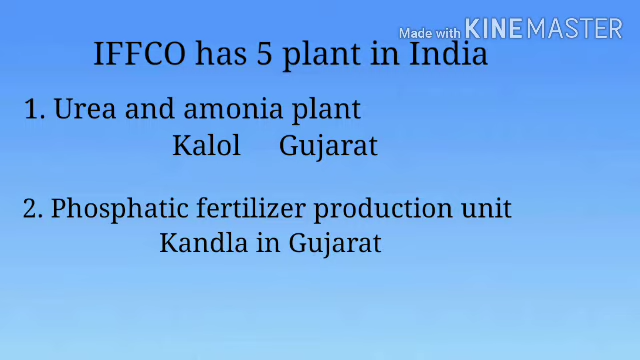 Made with KINEMASTER
IFFCO has 5 plant in India
1. Urea and amonia plant
Kalol Gujarat
2. Phosphatic fertilizer production unit
Kandla in Gujarat